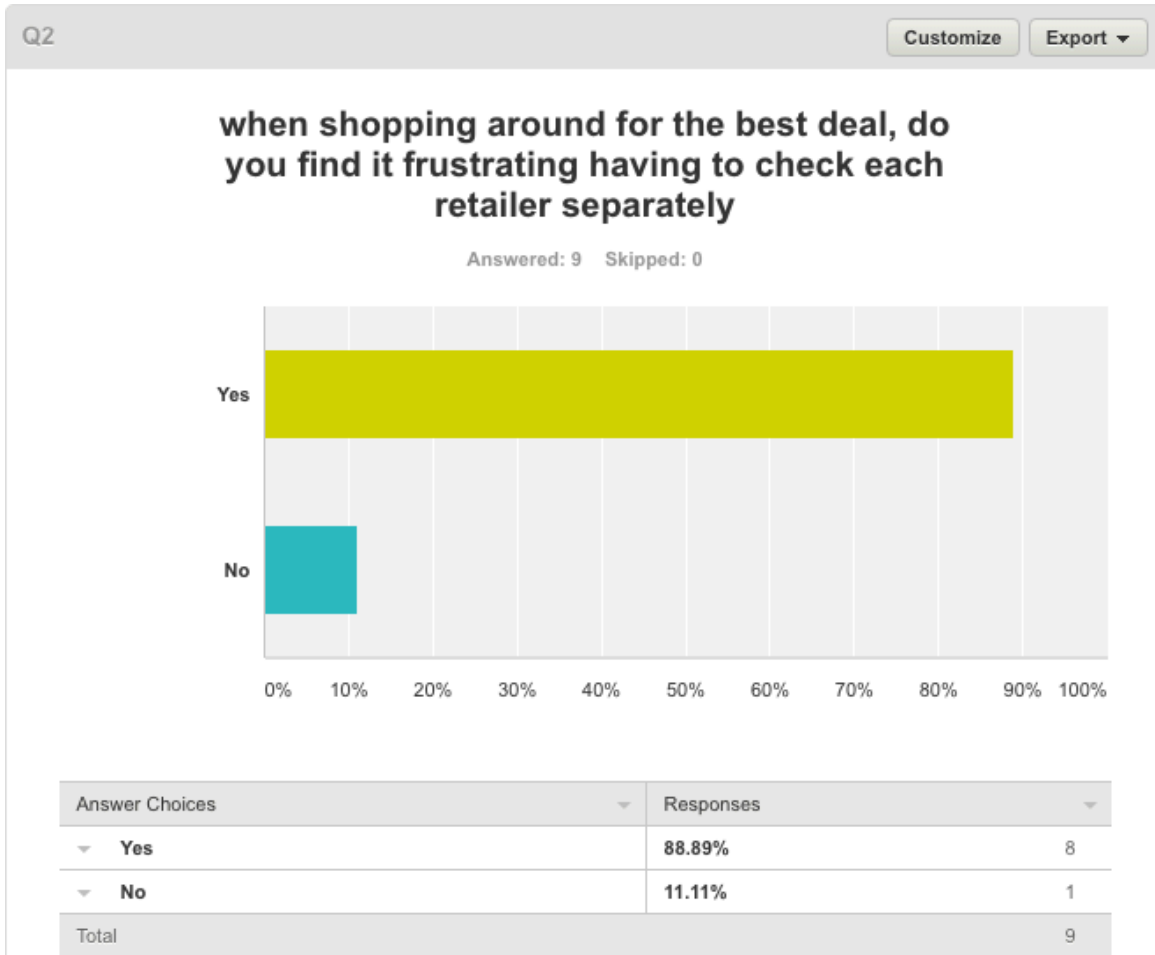 Q2
Customize
Export
when shopping around for the best deal, do
you find it frustrating having to check each
retailer separately
Answered: 9 Skipped: 0
Yes
No
0% 10% 20% 30% 40% 50% 60% 70% 80% 90% 100%
Answer Choices Responses
Yes 88.89% 8
No 11.11% 1
Total 9